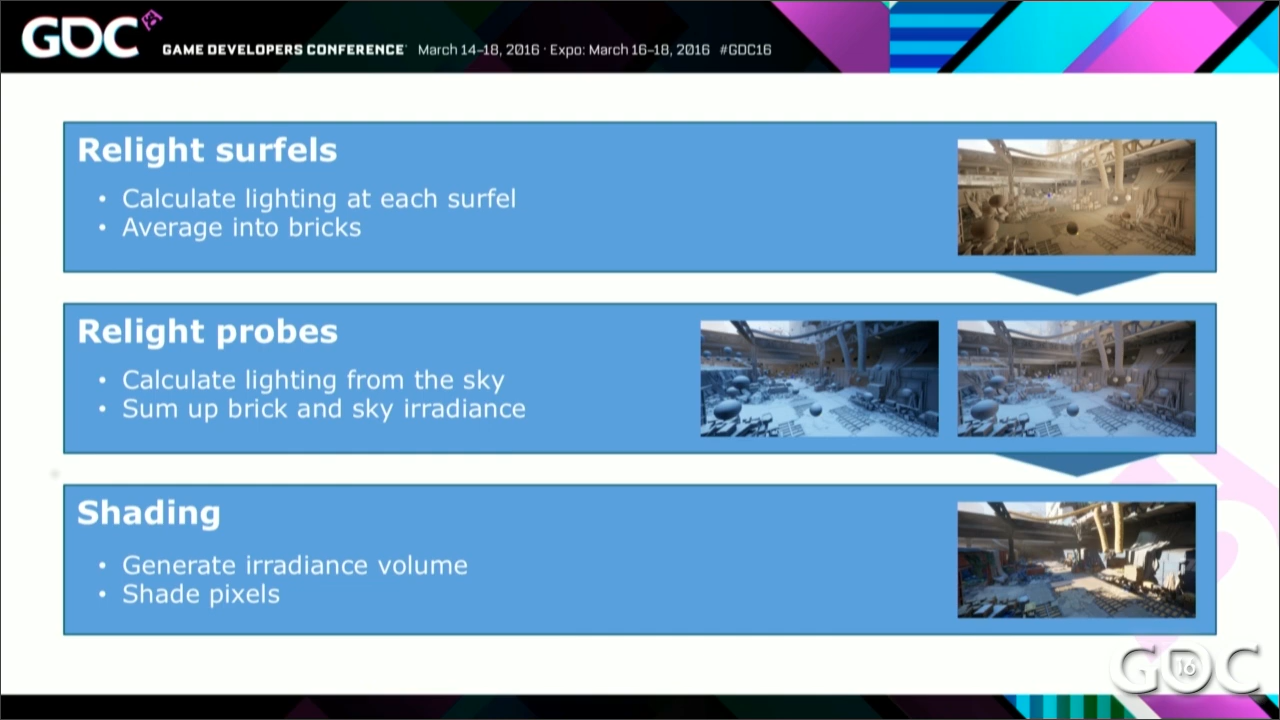 GDC
GAME DEVELOPERS CONFERENCE March 14–18, 2016 · Expo: March 16–18, 2016 #GDC16
Relight surfels
• Calculate lighting at each surfel
• Average into bricks
Relight probes
• Calculate lighting from the sky
• Sum up brick and sky irradiance
Shading
• Generate irradiance volume
• Shade pixels
GDC 16